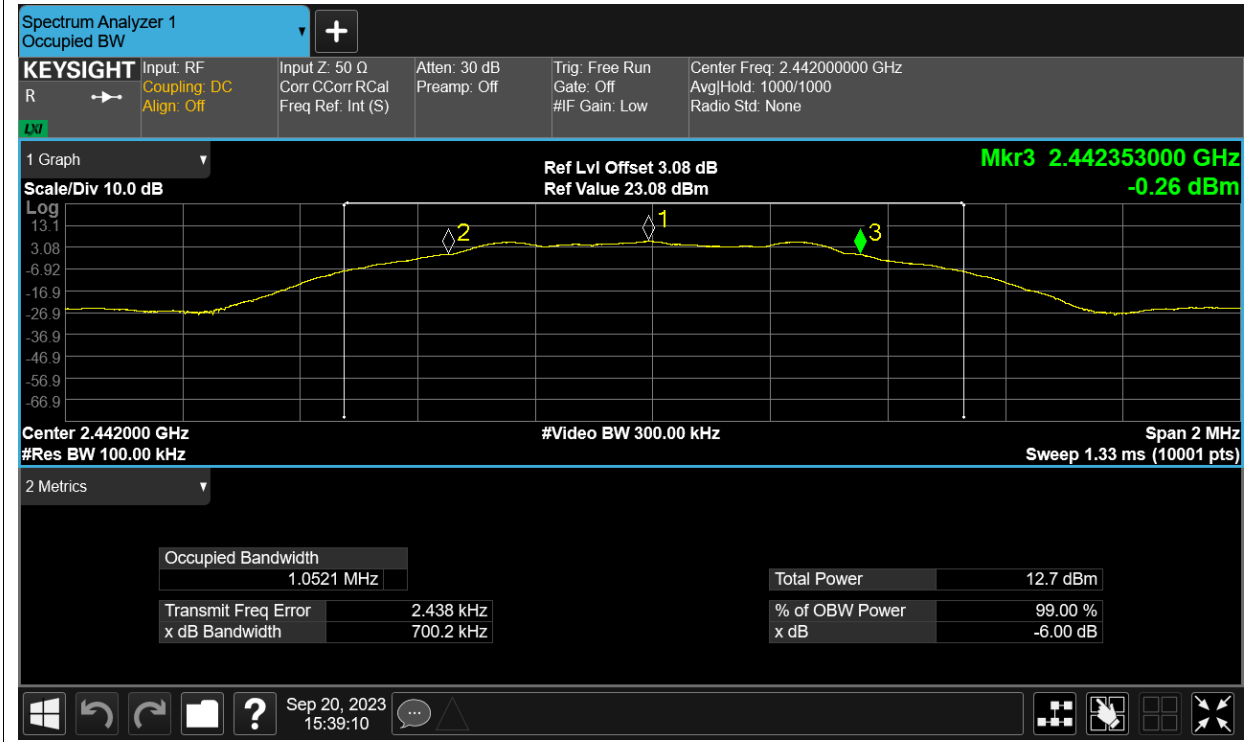 Spectrum Analyzer 1
Occupied BW
KEYSIGHT
R
LXI
Input: RF
Coupling: DC
Align: Off
Input Z: 50 Ω
Corr CCorr RCal
Freq Ref: Int (S)
Atten: 30 dB
Preamp: Off
Trig: Free Run
Gate: Off
#IF Gain: Low
Center Freq: 2.442000000 GHz
Avg|Hold: 1000/1000
Radio Std: None
1 Graph
Scale/Div 10.0 dB
Ref Lvl Offset 3.08 dB
Ref Value 23.08 dBm
Mkr3 2.442353000 GHz
-0.26 dBm
Log
13.1
3.08
-6.92
-16.9
-26.9
-36.9
-46.9
-56.9
-66.9
2
1
3
Center 2.442000 GHz
#Video BW 300.00 kHz
Span 2 MHz
#Res BW 100.00 kHz
Sweep 1.33 ms (10001 pts)
2 Metrics
Occupied Bandwidth
1.0521 MHz
Transmit Freq Error 2.438 kHz
x dB Bandwidth 700.2 kHz
Total Power 12.7 dBm
% of OBW Power 99.00 %
x dB -6.00 dB
?
Sep 20, 2023
15:39:10